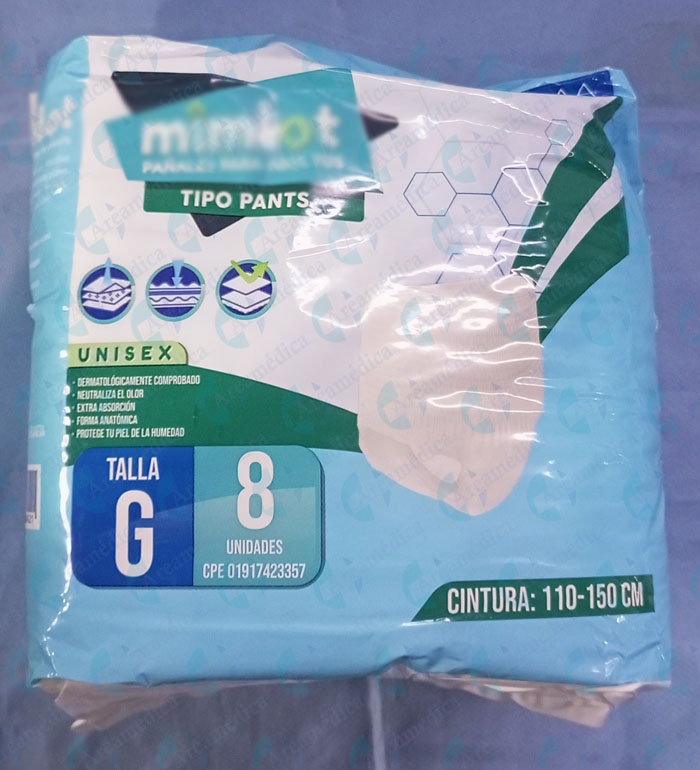 TIPO PANTS
UNISEX
• DERMATOLÓGICAMENTE COMPROBADO
• NEUTRALIZA EL OLOR
• EXTRA ABSORCIÓN
• FORMA ANATÓMICA
• PROTEGE TU PIEL DE LA HUMEDAD
TALLA
G
8
UNIDADES
CPE 01917423357
CINTURA: 110-150 CM
Areamédica